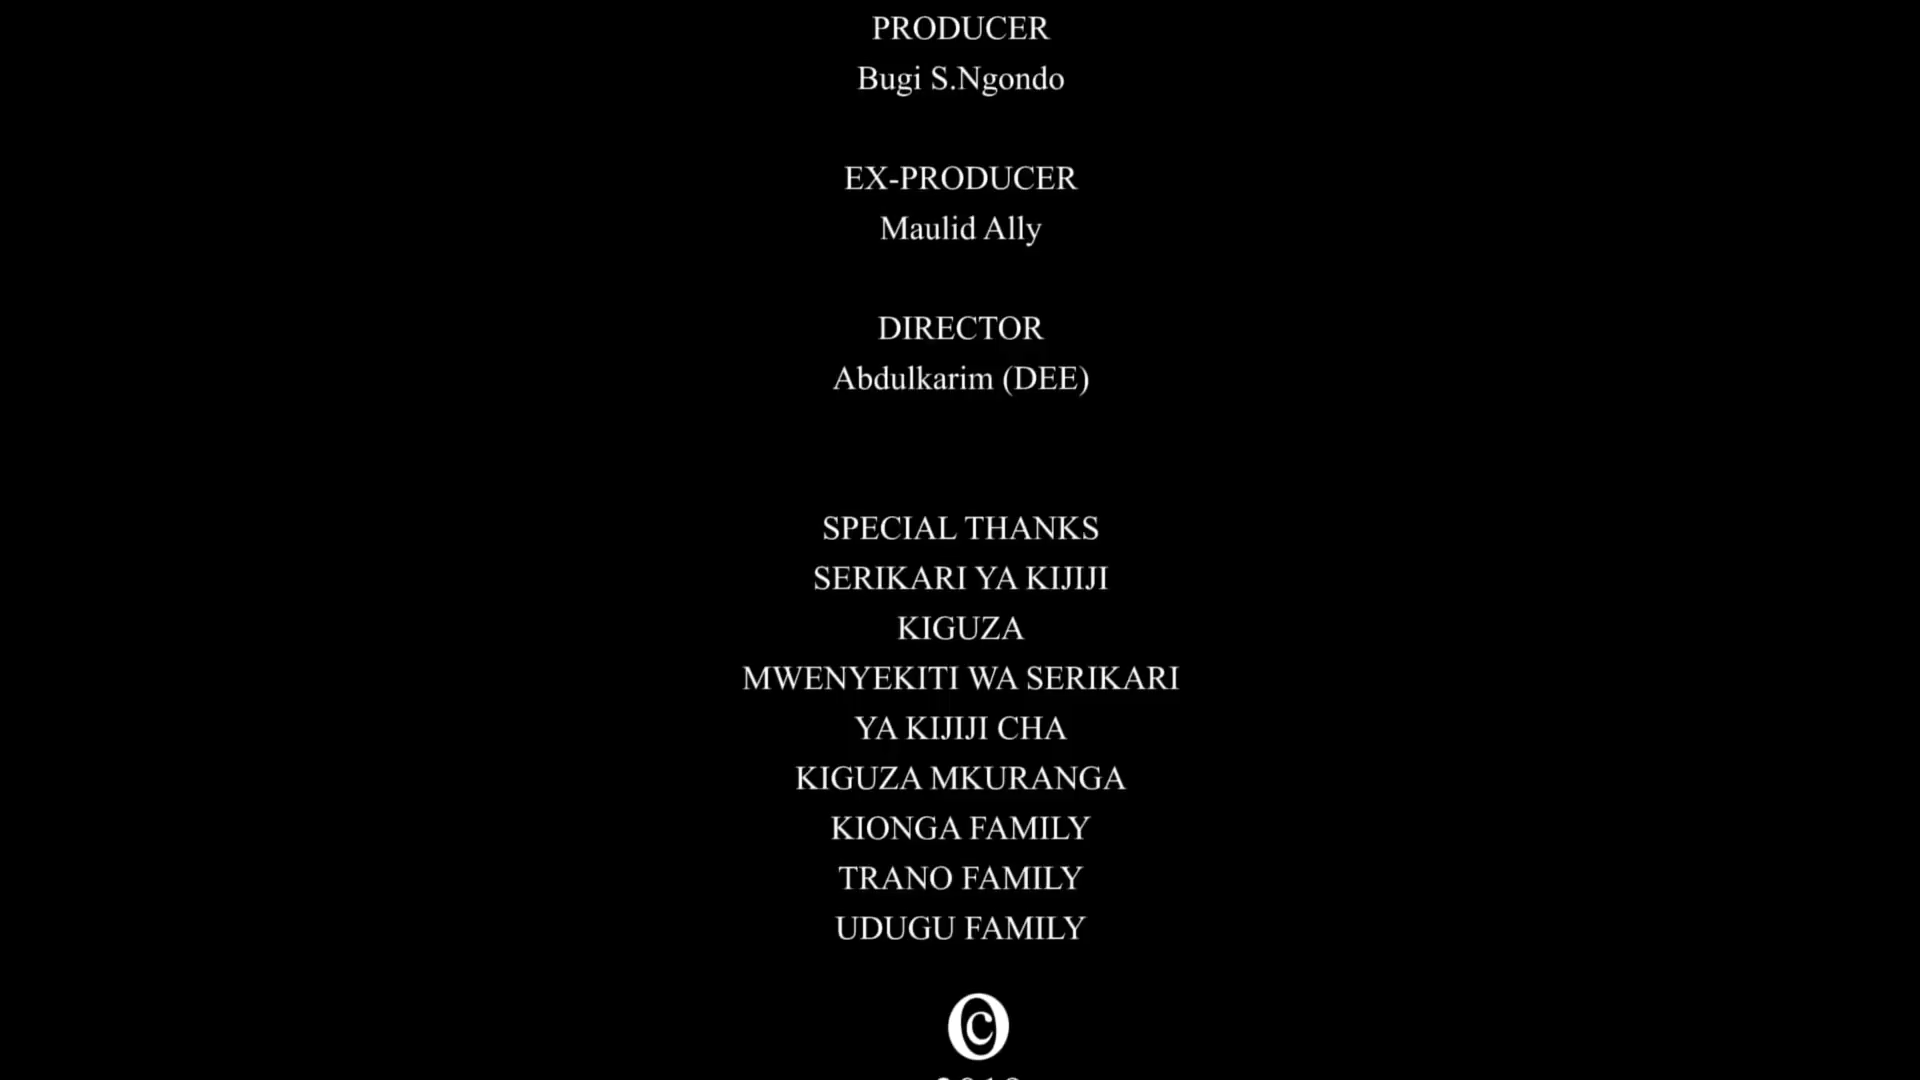 PRODUCER
Bugi S.Ngondo
EX-PRODUCER
Maulid Ally
DIRECTOR
Abdulkarim (DEE)
SPECIAL THANKS
SERIKARI YA KIJIJI
KIGUZA
MWENYEKITI WA SERIKARI
YA KIJIJI CHA
KIGUZA MKURANGA
KIONGA FAMILY
TRANO FAMILY
UDUGU FAMILY
©